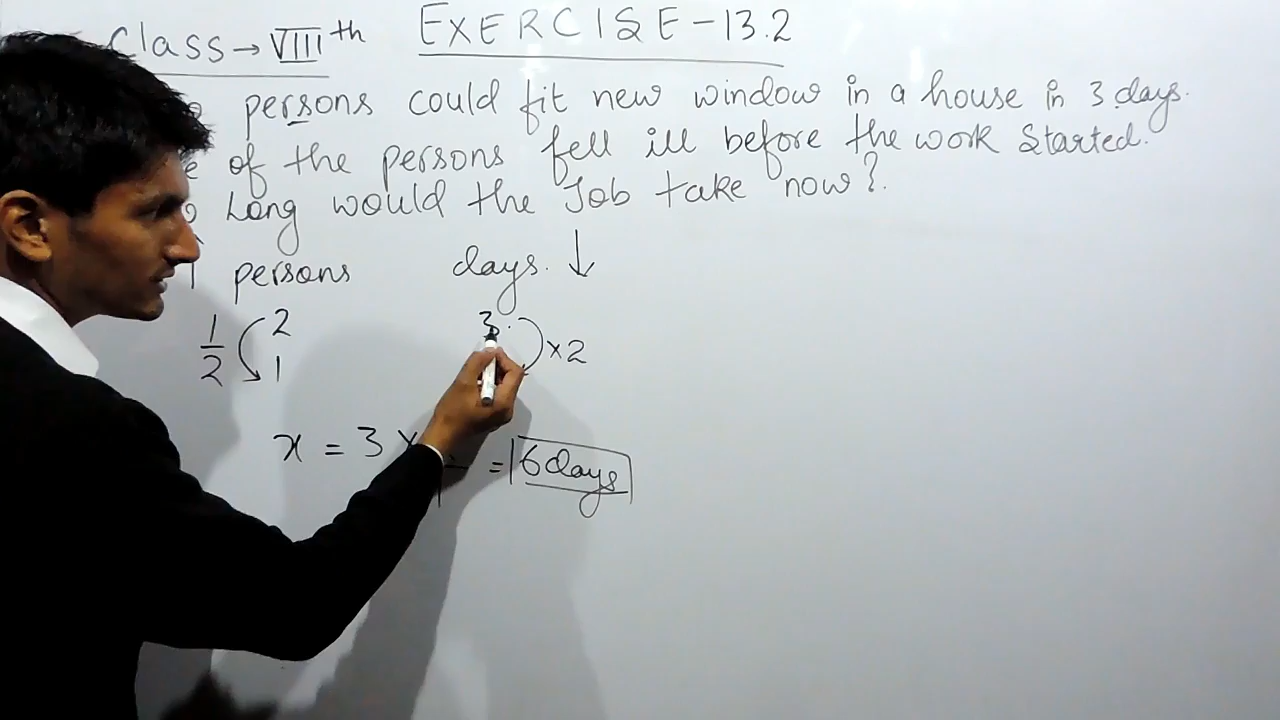 Class → VIIIth EXERCISE - 13.2
persons could fit new window in a house in 3 days.
of the persons fell ill before the work Started.
Long would the Job take now?
persons days. ↓
1/2 2 3 ×2
1
x = 3 × = 6 days